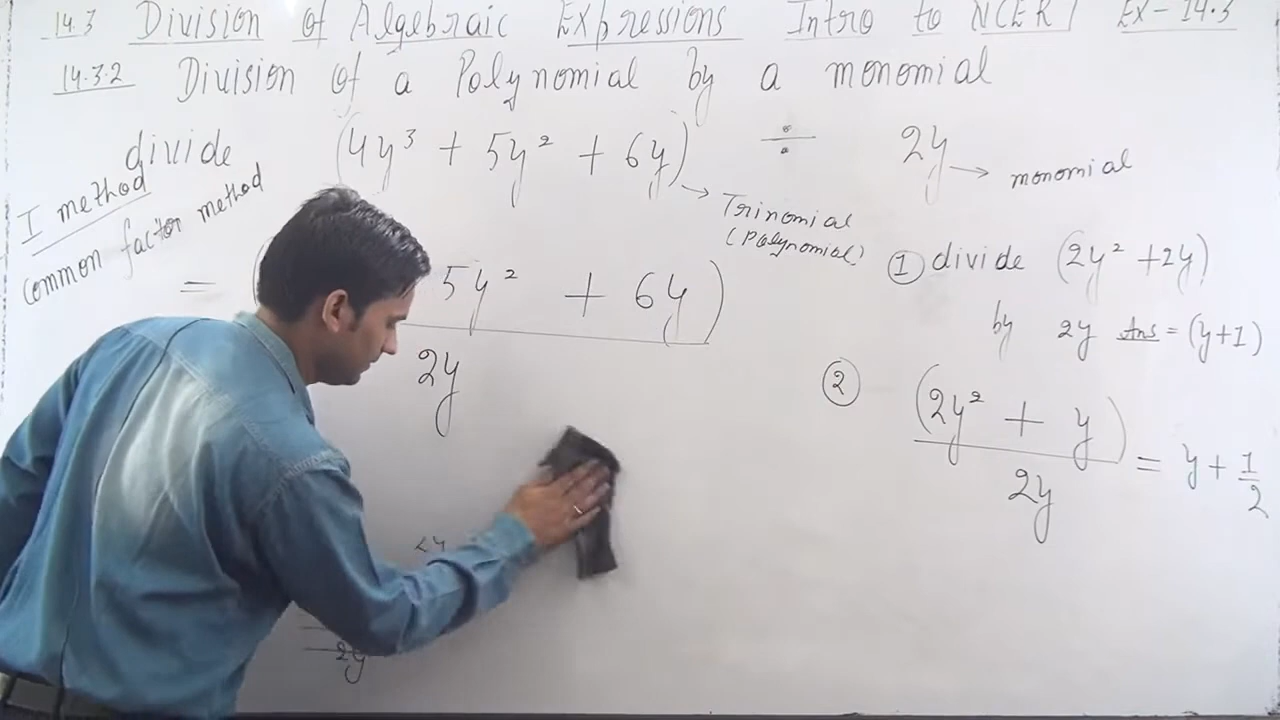 14.3 Division of Algebraic Expressions Intro to NCERT EX-14.3
14.3.2 Division of a Polynomial by a monomial
divide (4y³ + 5y² + 6y) ÷ 2y → monomial
→ Trinomial
(Polynomial)
I method
common factor method
= ( 5y² + 6y)
2y
① divide (2y² + 2y)
by 2y Ans = (y+1)
② (2y² + y)
2y
= y + 1/2
2y